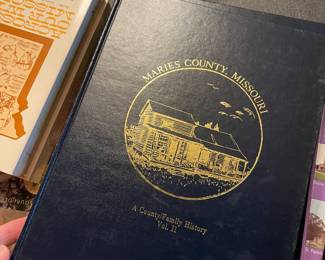 MARIES COUNTY, MISSOURI
A County/Family History
Vol. II